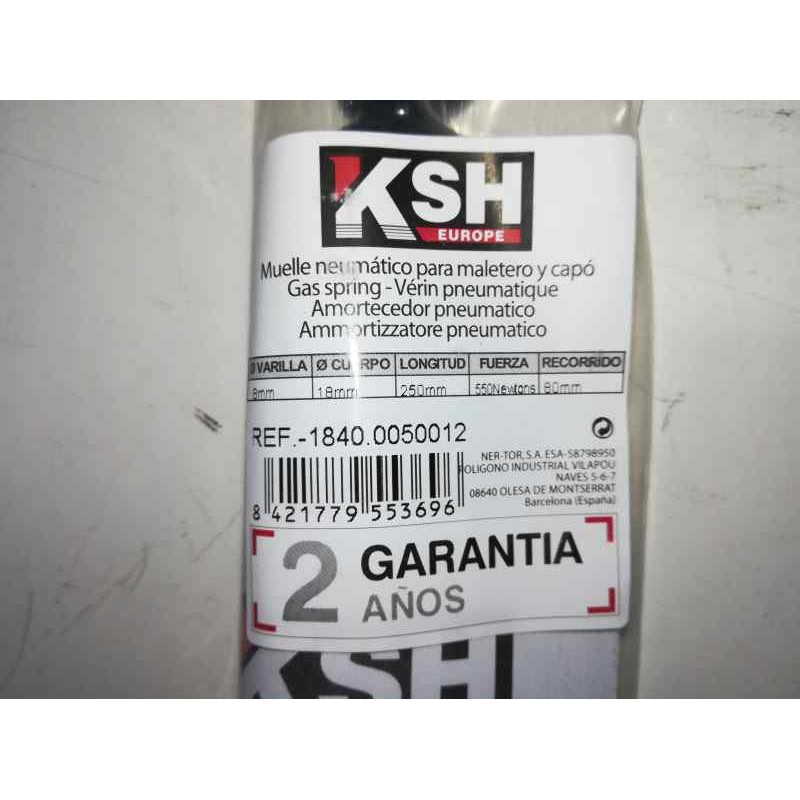 KSH
EUROPE
Muelle neumático para maletero y capó
Gas spring - Vérin pneumatique
Amortecedor pneumatico
Ammortizzatore pneumatico
Ø VARILLA Ø CUERPO LONGITUD FUERZA RECORRIDO
8mm 18mm 250mm 550Newtons 80mm
REF.-1840.0050012
NER-TOR, S.A. ESA-58798950
POLIGONO INDUSTRIAL VILAPOU
NAVES 5-6-7
08640 OLESA DE MONTSERRAT
Barcelona (España)
8 421779 553696
2 GARANTIA
AÑOS
KSH